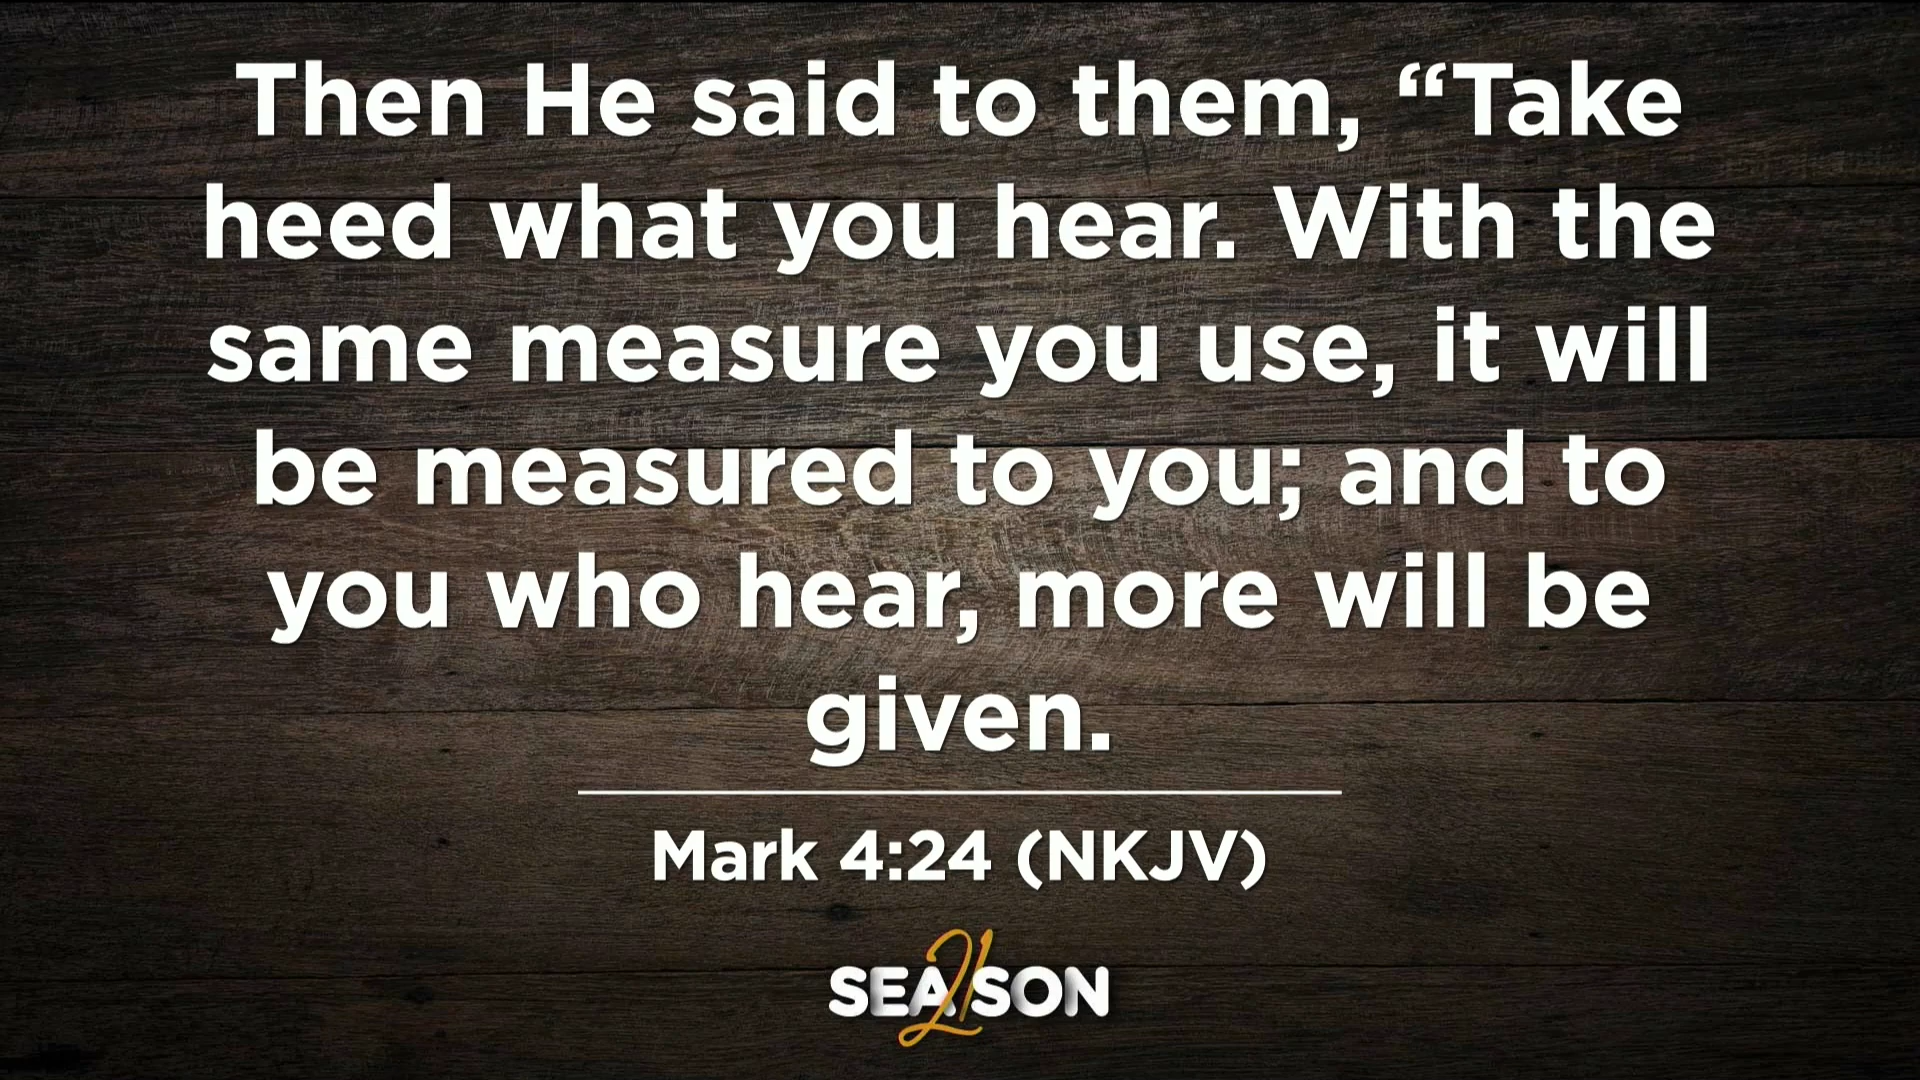 Then He said to them, “Take
heed what you hear. With the
same measure you use, it will
be measured to you; and to
you who hear, more will be
given.
Mark 4:24 (NKJV)
SEASON
21